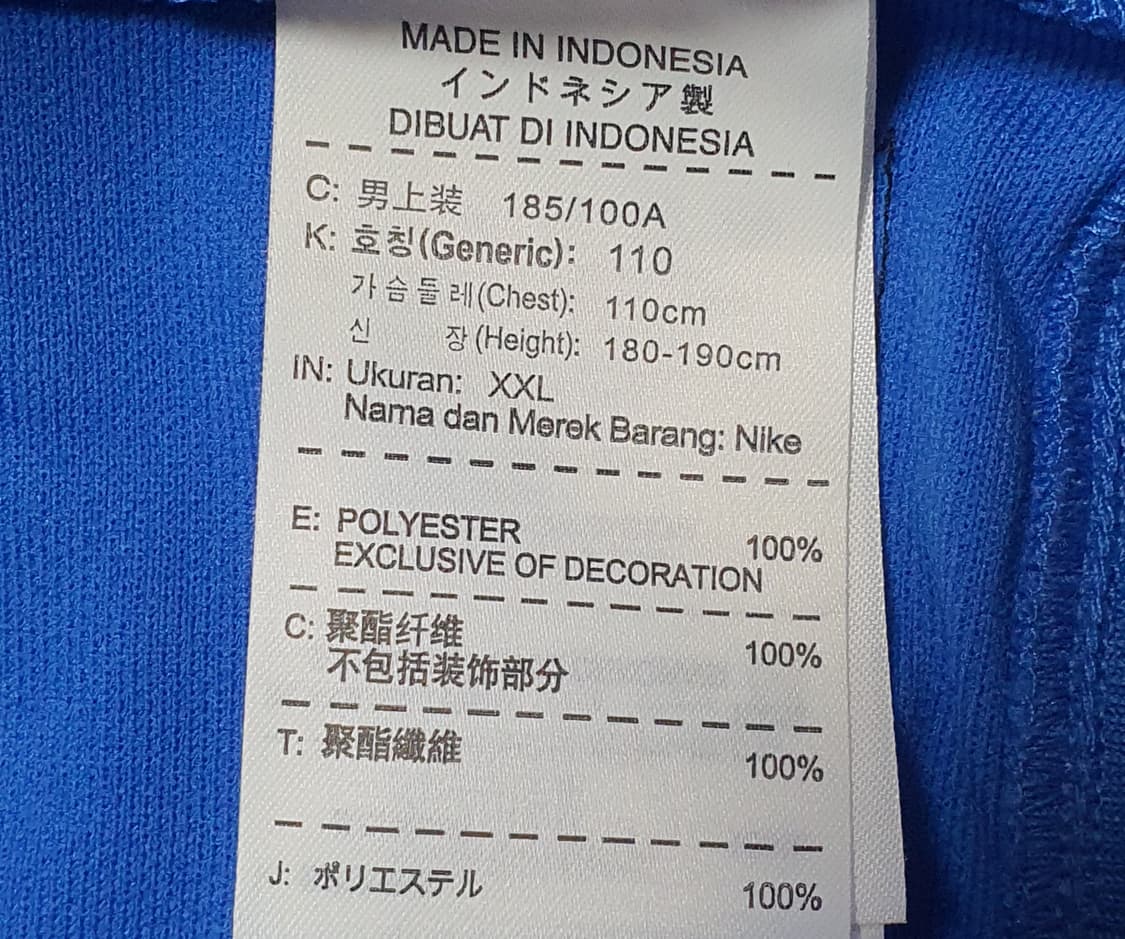 MADE IN INDONESIA
インドネシア製
DIBUAT DI INDONESIA
C: 男上装 185/100A
K: 호칭(Generic): 110
가슴둘레(Chest): 110cm
신 장(Height): 180-190cm
IN: Ukuran: XXL
Nama dan Merek Barang: Nike
E: POLYESTER 100%
EXCLUSIVE OF DECORATION
C: 聚酯纤维 100%
不包括装饰部分
T: 聚酯纖維 100%
J: ポリエステル 100%